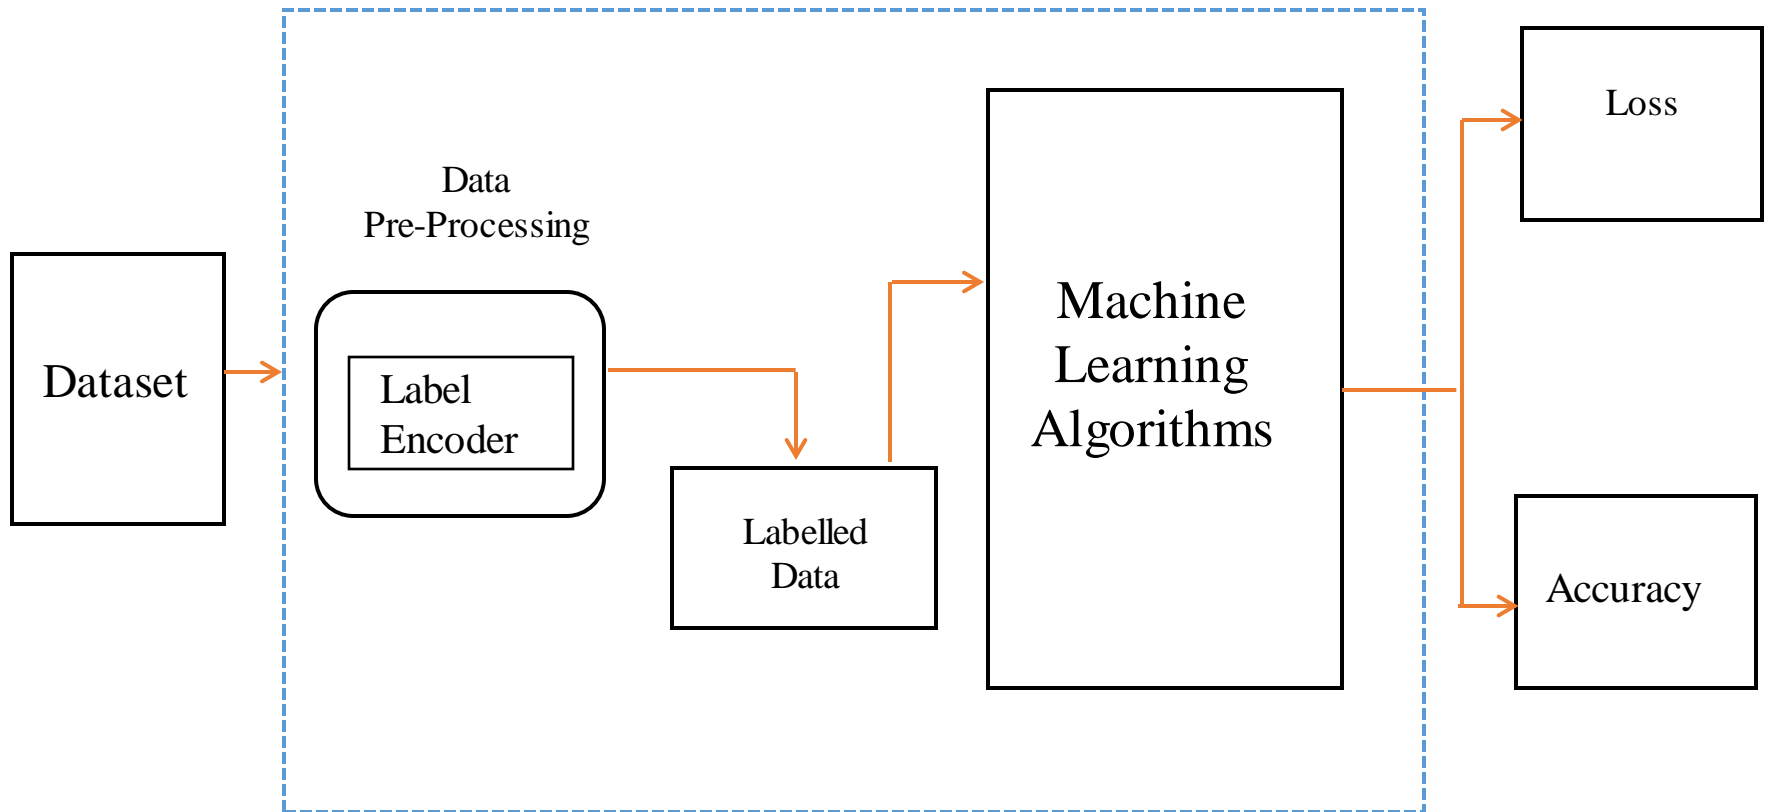 Dataset
Data
Pre-Processing
Label
Encoder
Labelled
Data
Machine
Learning
Algorithms
Loss
Accuracy